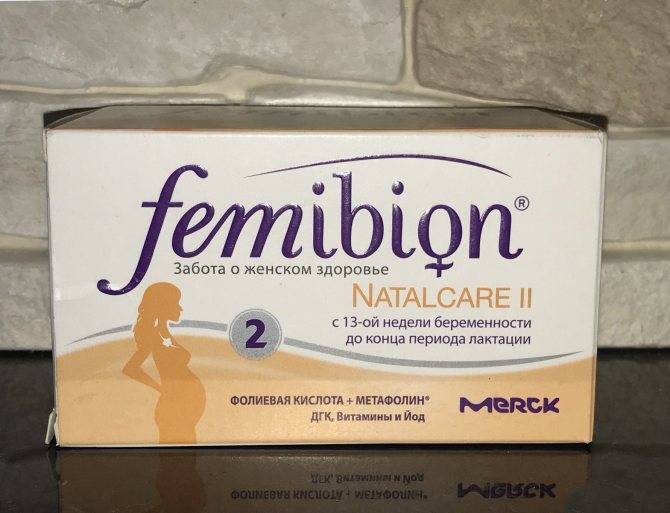 femibion®
Забота о женском здоровье
NATALCARE II
2
с 13-ой недели беременности
до конца периода лактации
ФОЛИЕВАЯ КИСЛОТА + МЕТАФОЛИН®
ДГК, Витамины и Йод
MERCK